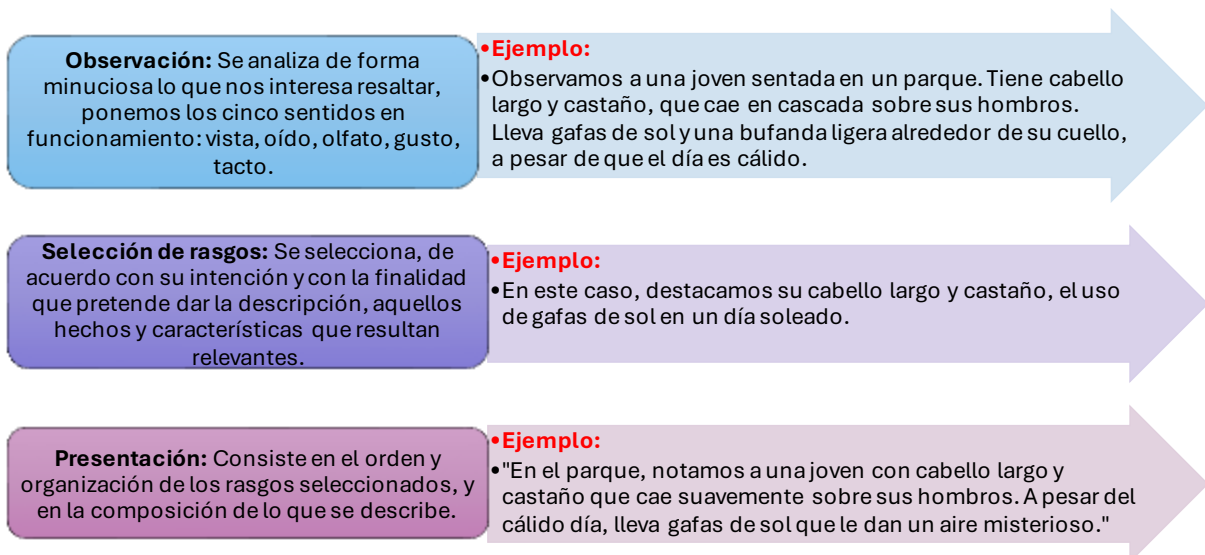 Observación: Se analiza de forma
minuciosa lo que nos interesa resaltar,
ponemos los cinco sentidos en
funcionamiento: vista, oído, olfato, gusto,
tacto.
•Ejemplo:
•Observamos a una joven sentada en un parque. Tiene cabello
largo y castaño, que cae en cascada sobre sus hombros.
Lleva gafas de sol y una bufanda ligera alrededor de su cuello,
a pesar de que el día es cálido.
Selección de rasgos: Se selecciona, de
acuerdo con su intención y con la finalidad
que pretende dar la descripción, aquellos
hechos y características que resultan
relevantes.
•Ejemplo:
•En este caso, destacamos su cabello largo y castaño, el uso
de gafas de sol en un día soleado.
Presentación: Consiste en el orden y
organización de los rasgos seleccionados, y
en la composición de lo que se describe.
•Ejemplo:
•"En el parque, notamos a una joven con cabello largo y
castaño que cae suavemente sobre sus hombros. A pesar del
cálido día, lleva gafas de sol que le dan un aire misterioso."